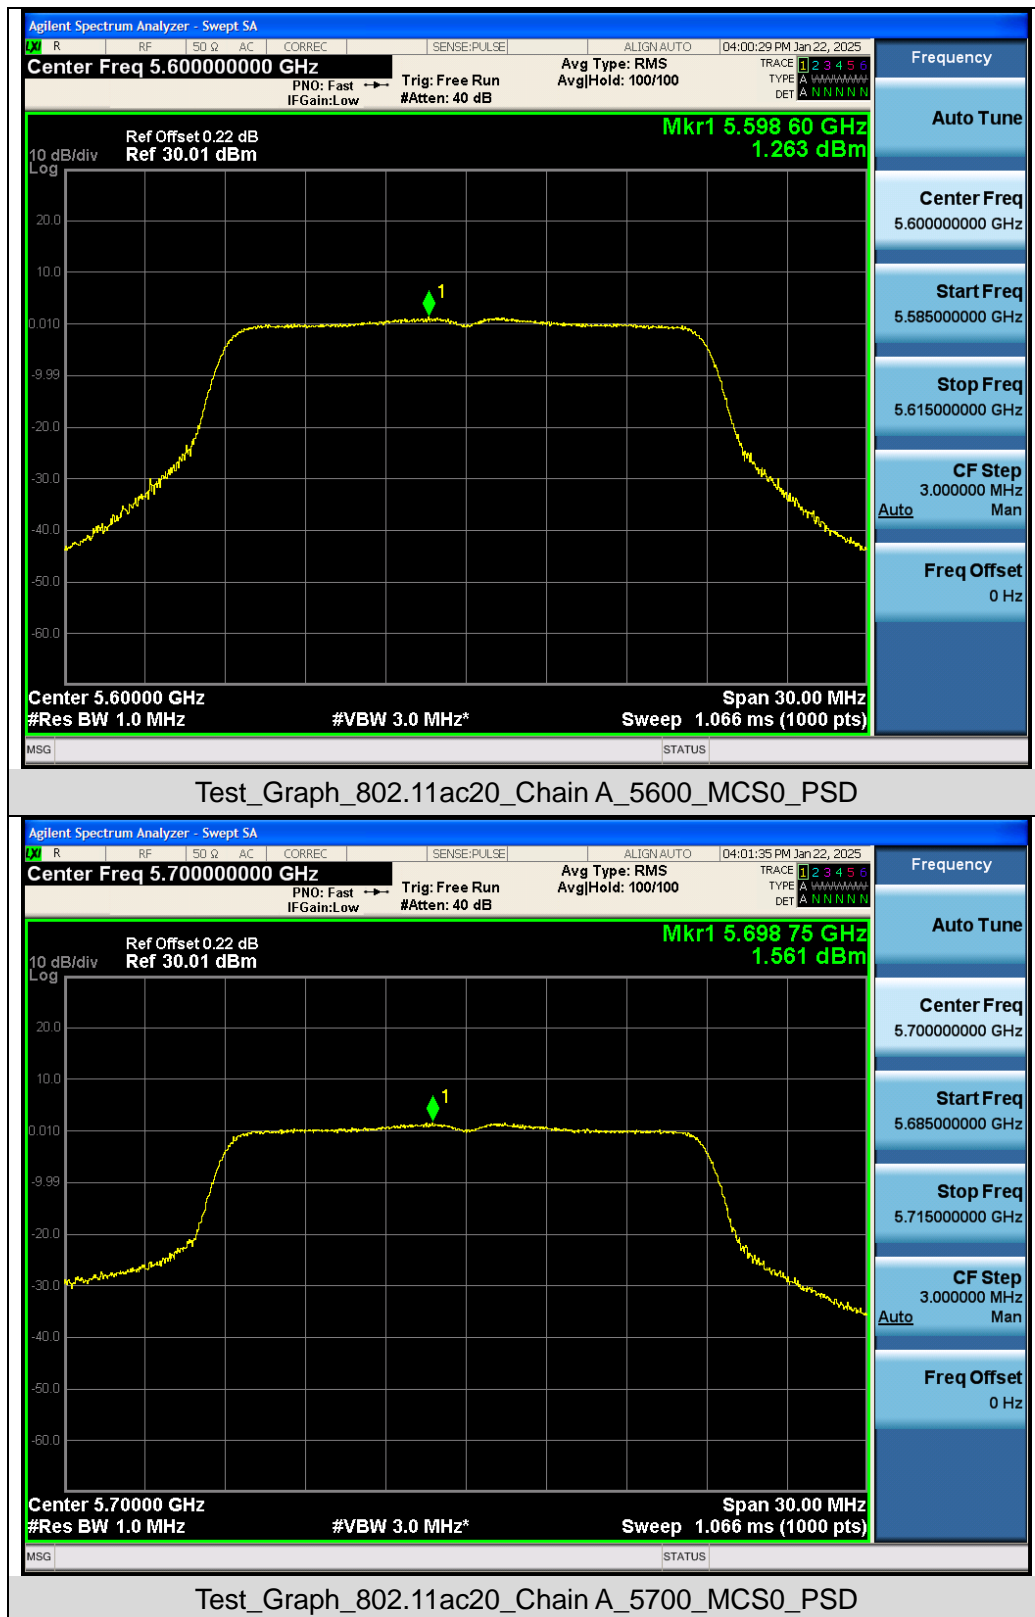 Agilent Spectrum Analyzer - Swept SA
LXI R RF 50 Ω AC CORREC SENSE:PULSE ALIGN AUTO 04:00:29 PM Jan 22, 2025
Center Freq 5.600000000 GHz
PNO: Fast
IFGain:Low
Trig: Free Run
#Atten: 40 dB
Avg Type: RMS
Avg|Hold: 100/100
TRACE 1 2 3 4 5 6
TYPE A WWWWW
DET A N N N N N
Frequency
Auto Tune
Center Freq
5.600000000 GHz
Start Freq
5.585000000 GHz
Stop Freq
5.615000000 GHz
CF Step
3.000000 MHz
Auto Man
Freq Offset
0 Hz
Mkr1 5.598 60 GHz
1.263 dBm
Ref Offset 0.22 dB
10 dB/div Ref 30.01 dBm
Log
20.0
10.0
1
0.010
-9.99
-20.0
-30.0
-40.0
-50.0
-60.0
Center 5.60000 GHz Span 30.00 MHz
#Res BW 1.0 MHz #VBW 3.0 MHz* Sweep 1.066 ms (1000 pts)
MSG STATUS
Test_Graph_802.11ac20_Chain A_5600_MCS0_PSD
Agilent Spectrum Analyzer - Swept SA
LXI R RF 50 Ω AC CORREC SENSE:PULSE ALIGN AUTO 04:01:35 PM Jan 22, 2025
Center Freq 5.700000000 GHz
PNO: Fast
IFGain:Low
Trig: Free Run
#Atten: 40 dB
Avg Type: RMS
Avg|Hold: 100/100
TRACE 1 2 3 4 5 6
TYPE A WWWWW
DET A N N N N N
Frequency
Auto Tune
Center Freq
5.700000000 GHz
Start Freq
5.685000000 GHz
Stop Freq
5.715000000 GHz
CF Step
3.000000 MHz
Auto Man
Freq Offset
0 Hz
Mkr1 5.698 75 GHz
1.561 dBm
Ref Offset 0.22 dB
10 dB/div Ref 30.01 dBm
Log
20.0
10.0
1
0.010
-9.99
-20.0
-30.0
-40.0
-50.0
-60.0
Center 5.70000 GHz Span 30.00 MHz
#Res BW 1.0 MHz #VBW 3.0 MHz* Sweep 1.066 ms (1000 pts)
MSG STATUS
Test_Graph_802.11ac20_Chain A_5700_MCS0_PSD